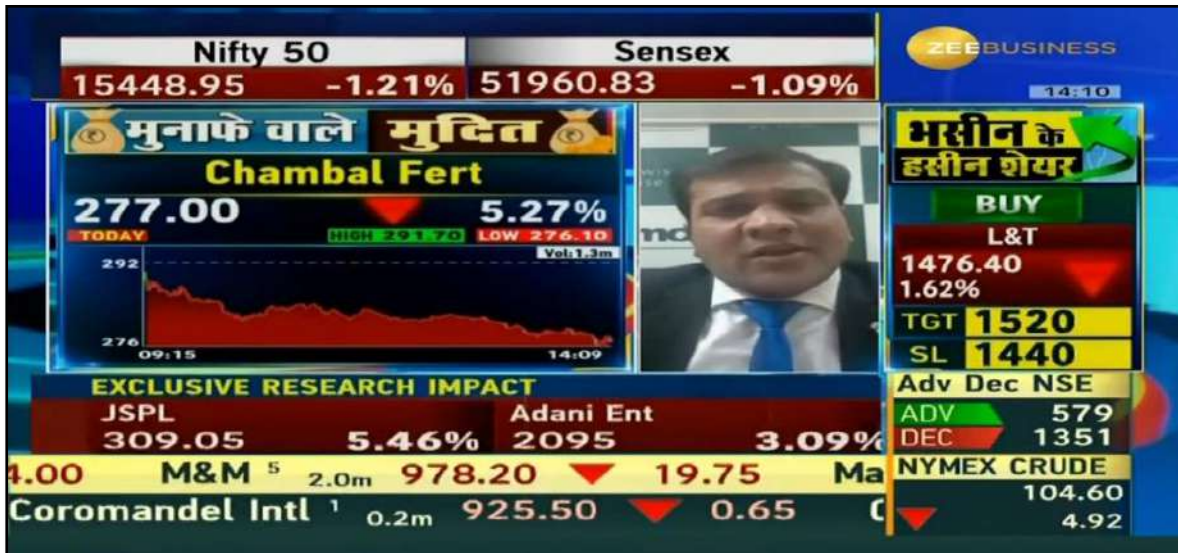 Nifty 50
15448.95 -1.21%
Sensex
51960.83 -1.09%
ZEEBUSINESS
14:10
मुनाफे वाले मुदित
Chambal Fert
277.00 5.27%
TODAY HIGH 291.70 LOW 276.10
Vol:1.3m
292
276
09:15 14:09
भसीन के
हसीन शेयर
BUY
L&T
1476.40
1.62%
TGT 1520
SL 1440
EXCLUSIVE RESEARCH IMPACT
JSPL
309.05 5.46%
Adani Ent
2095 3.09%
Adv Dec NSE
ADV 579
DEC 1351
NYMEX CRUDE
104.60
4.92
4.00 M&M 5 2.0m 978.20 19.75 Ma
Coromandel Intl 1 0.2m 925.50 0.65